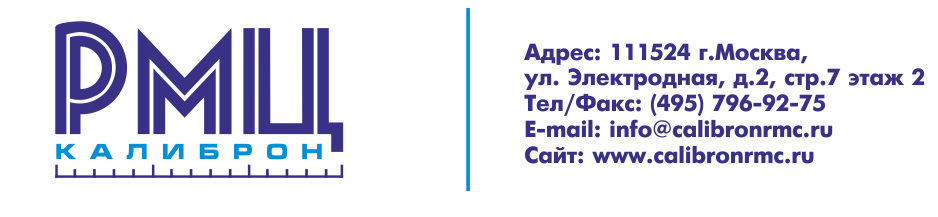 РМЦ
КАЛИБРОН
Адрес: 111524 г.Москва,
ул. Электродная, д.2, стр.7 этаж 2
Тел/Факс: (495) 796-92-75
E-mail: info@calibronrmc.ru
Сайт: www.calibronrmc.ru